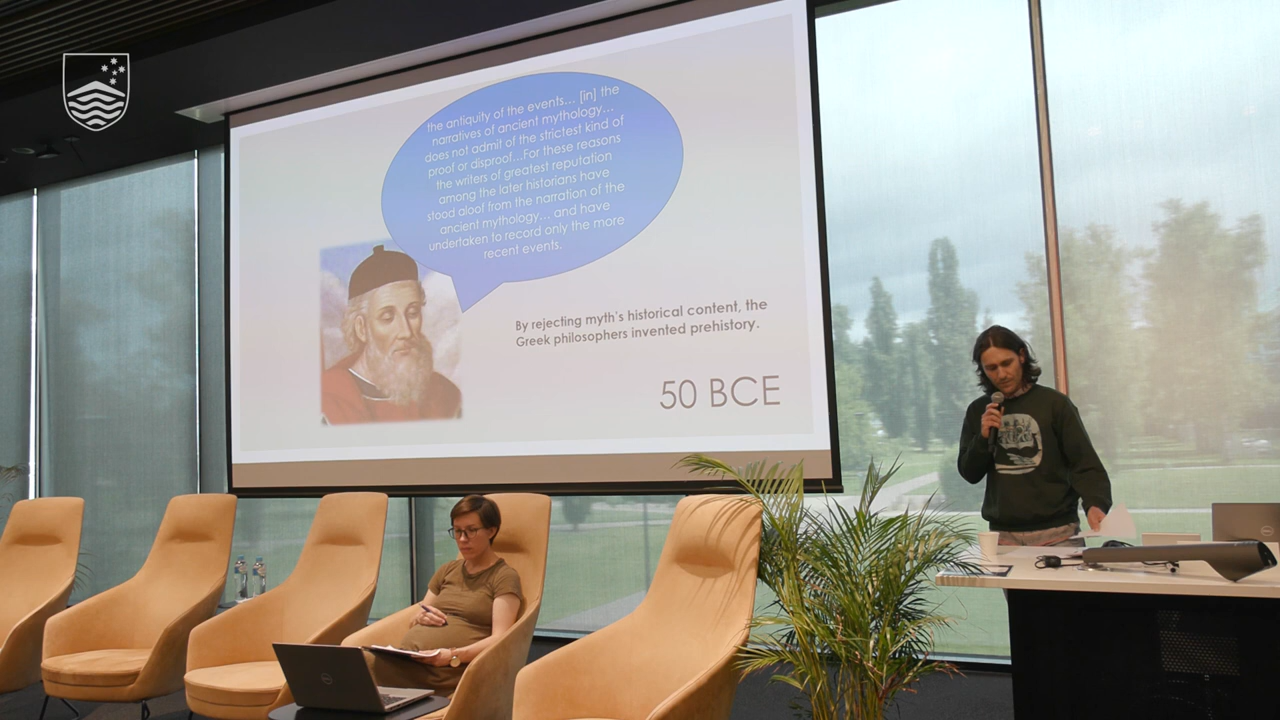 the antiquity of the events... [in] the
narratives of ancient mythology...
does not admit of the strictest kind of
proof or disproof...For these reasons
the writers of greatest reputation
among the later historians have
stood aloof from the narration of the
ancient mythology... and have
undertaken to record only the more
recent events.
By rejecting myth's historical content, the
Greek philosophers invented prehistory.
50 BCE